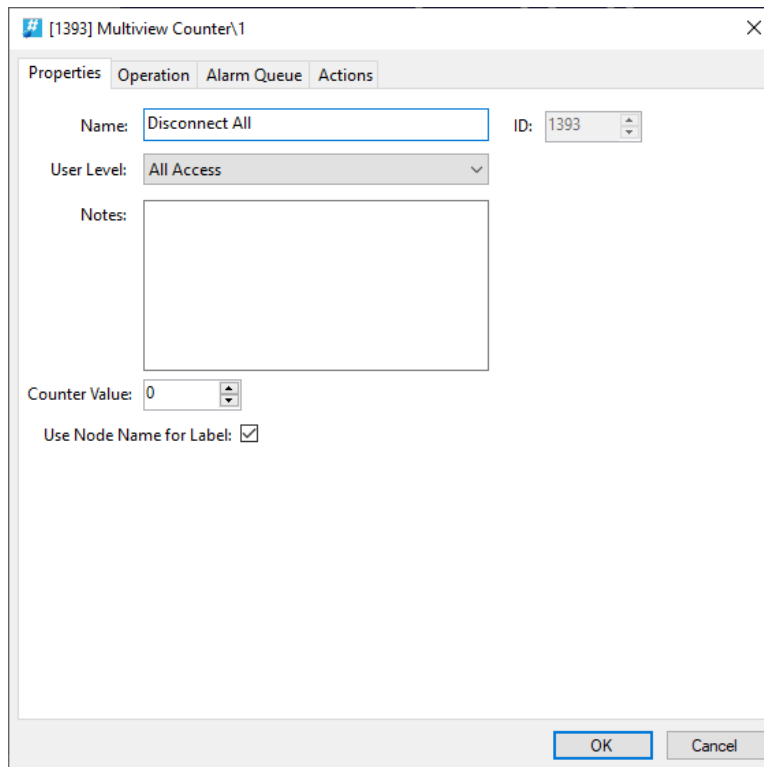 [1393] Multiview Counter\1
Properties Operation Alarm Queue Actions
Name: Disconnect All ID: 1393
User Level: All Access
Notes:
Counter Value: 0
Use Node Name for Label:
OK Cancel